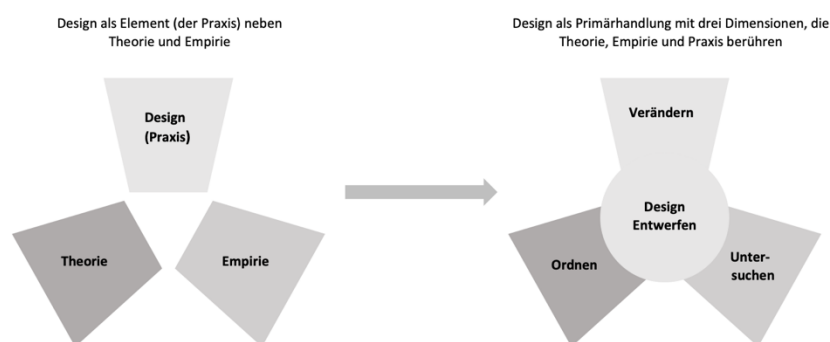 Design als Element (der Praxis) neben
Theorie und Empirie
Design
(Praxis)
Theorie
Empirie
Design als Primärhandlung mit drei Dimensionen, die
Theorie, Empirie und Praxis berühren
Verändern
Design
Entwerfen
Ordnen
Unter-
suchen